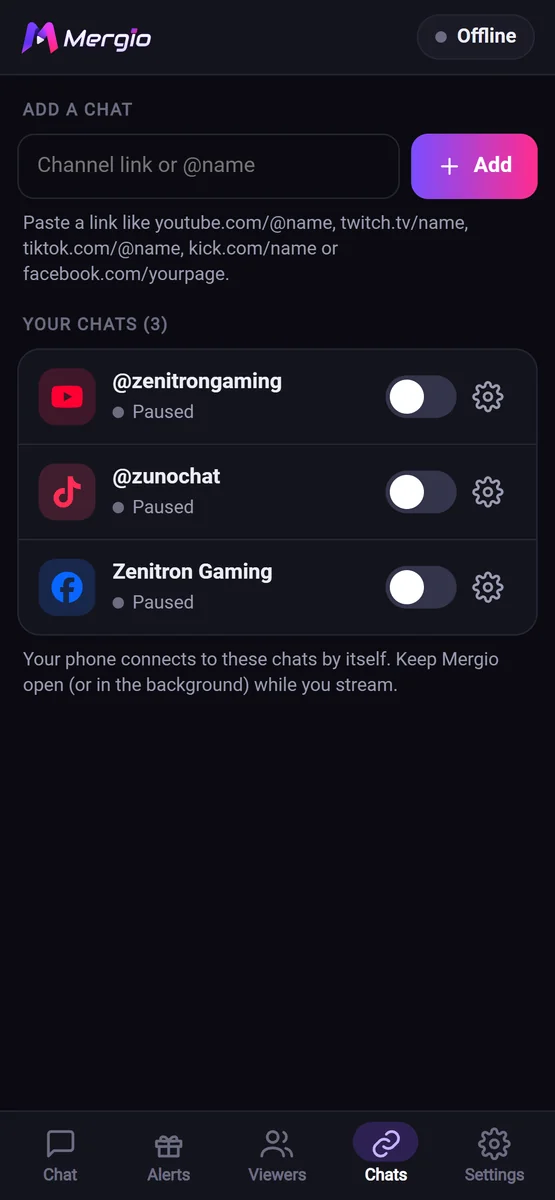 Mergio
Offline
ADD A CHAT
Channel link or @name
+ Add
Paste a link like youtube.com/@name, twitch.tv/name,
tiktok.com/@name, kick.com/name or
facebook.com/yourpage.
YOUR CHATS (3)
@zenitrongaming
Paused
@zunochat
Paused
Zenitron Gaming
Paused
Your phone connects to these chats by itself. Keep Mergio
open (or in the background) while you stream.
Chat
Alerts
Viewers
Chats
Settings